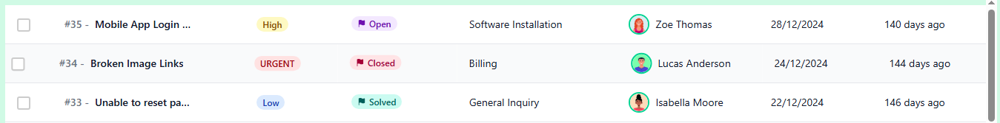 #35 - Mobile App Login ... High Open Software Installation Zoe Thomas 28/12/2024 140 days ago
#34 - Broken Image Links URGENT Closed Billing Lucas Anderson 24/12/2024 144 days ago
#33 - Unable to reset pa... Low Solved General Inquiry Isabella Moore 22/12/2024 146 days ago